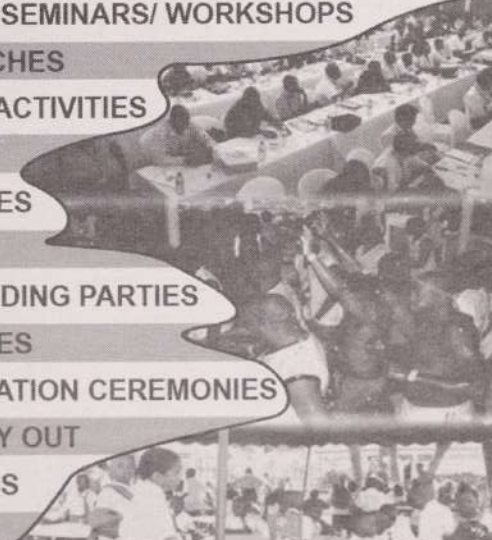 SEMINARS/ WORKSHOPS
CHES
ACTIVITIES
ES
DING PARTIES
ES
ATION CEREMONIES
Y OUT
S